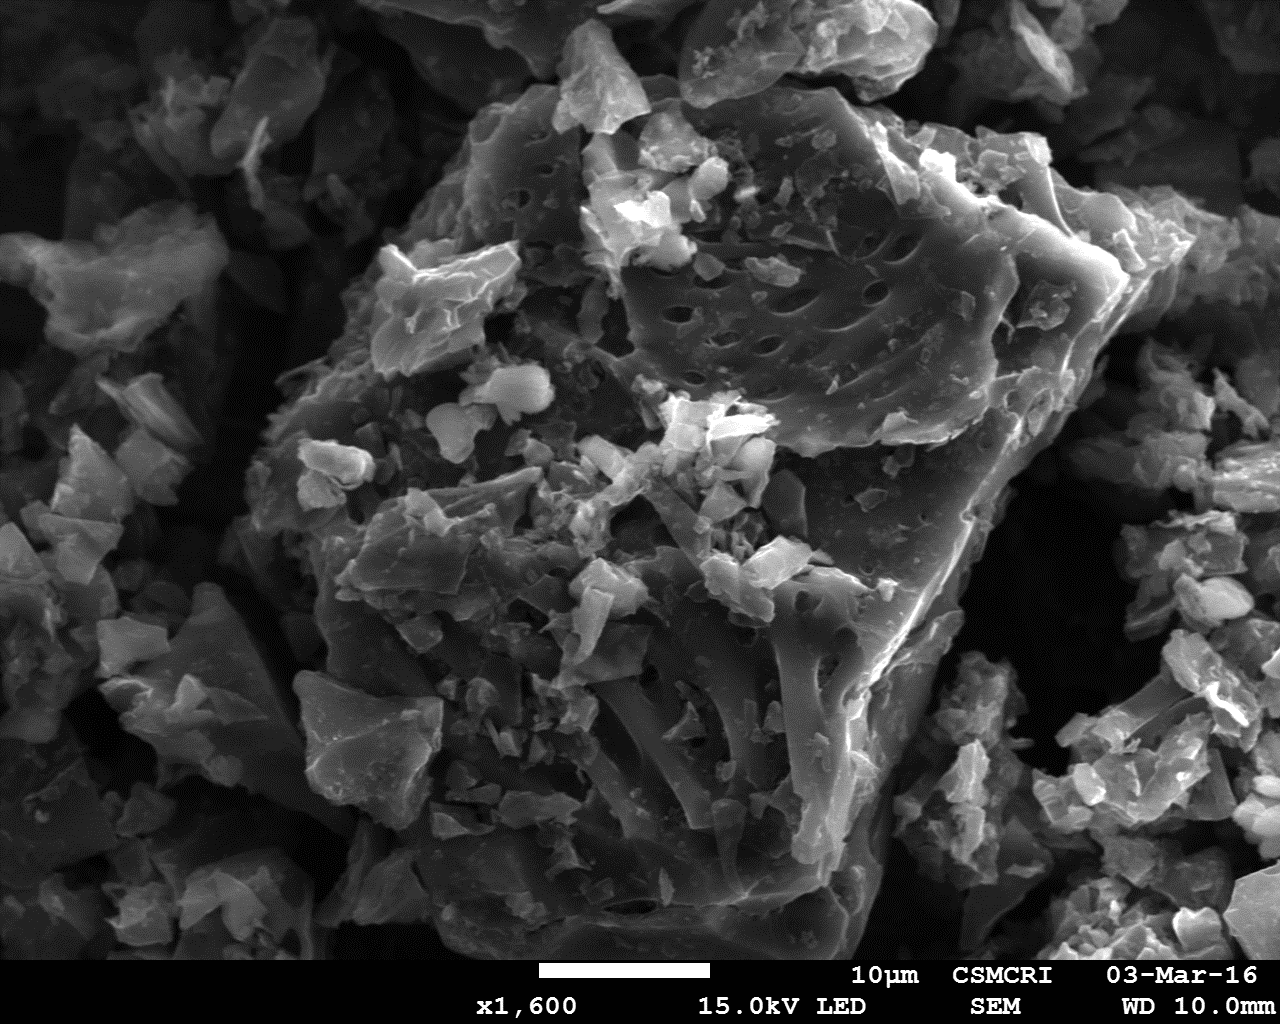 10μm CSMCRI 03-Mar-16
x1,600 15.0kV LED SEM WD 10.0mm